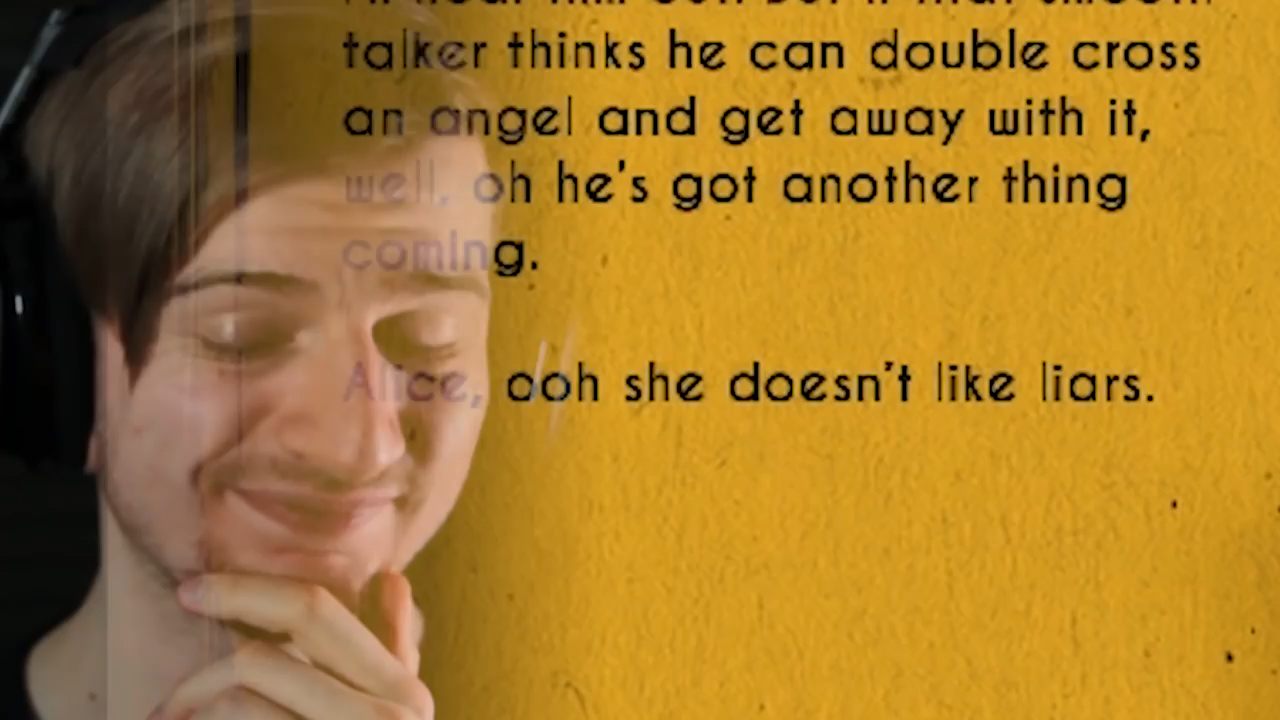 talker thinks he can double cross
an angel and get away with it,
well, oh he's got another thing
coming.
Alice, ooh she doesn't like liars.